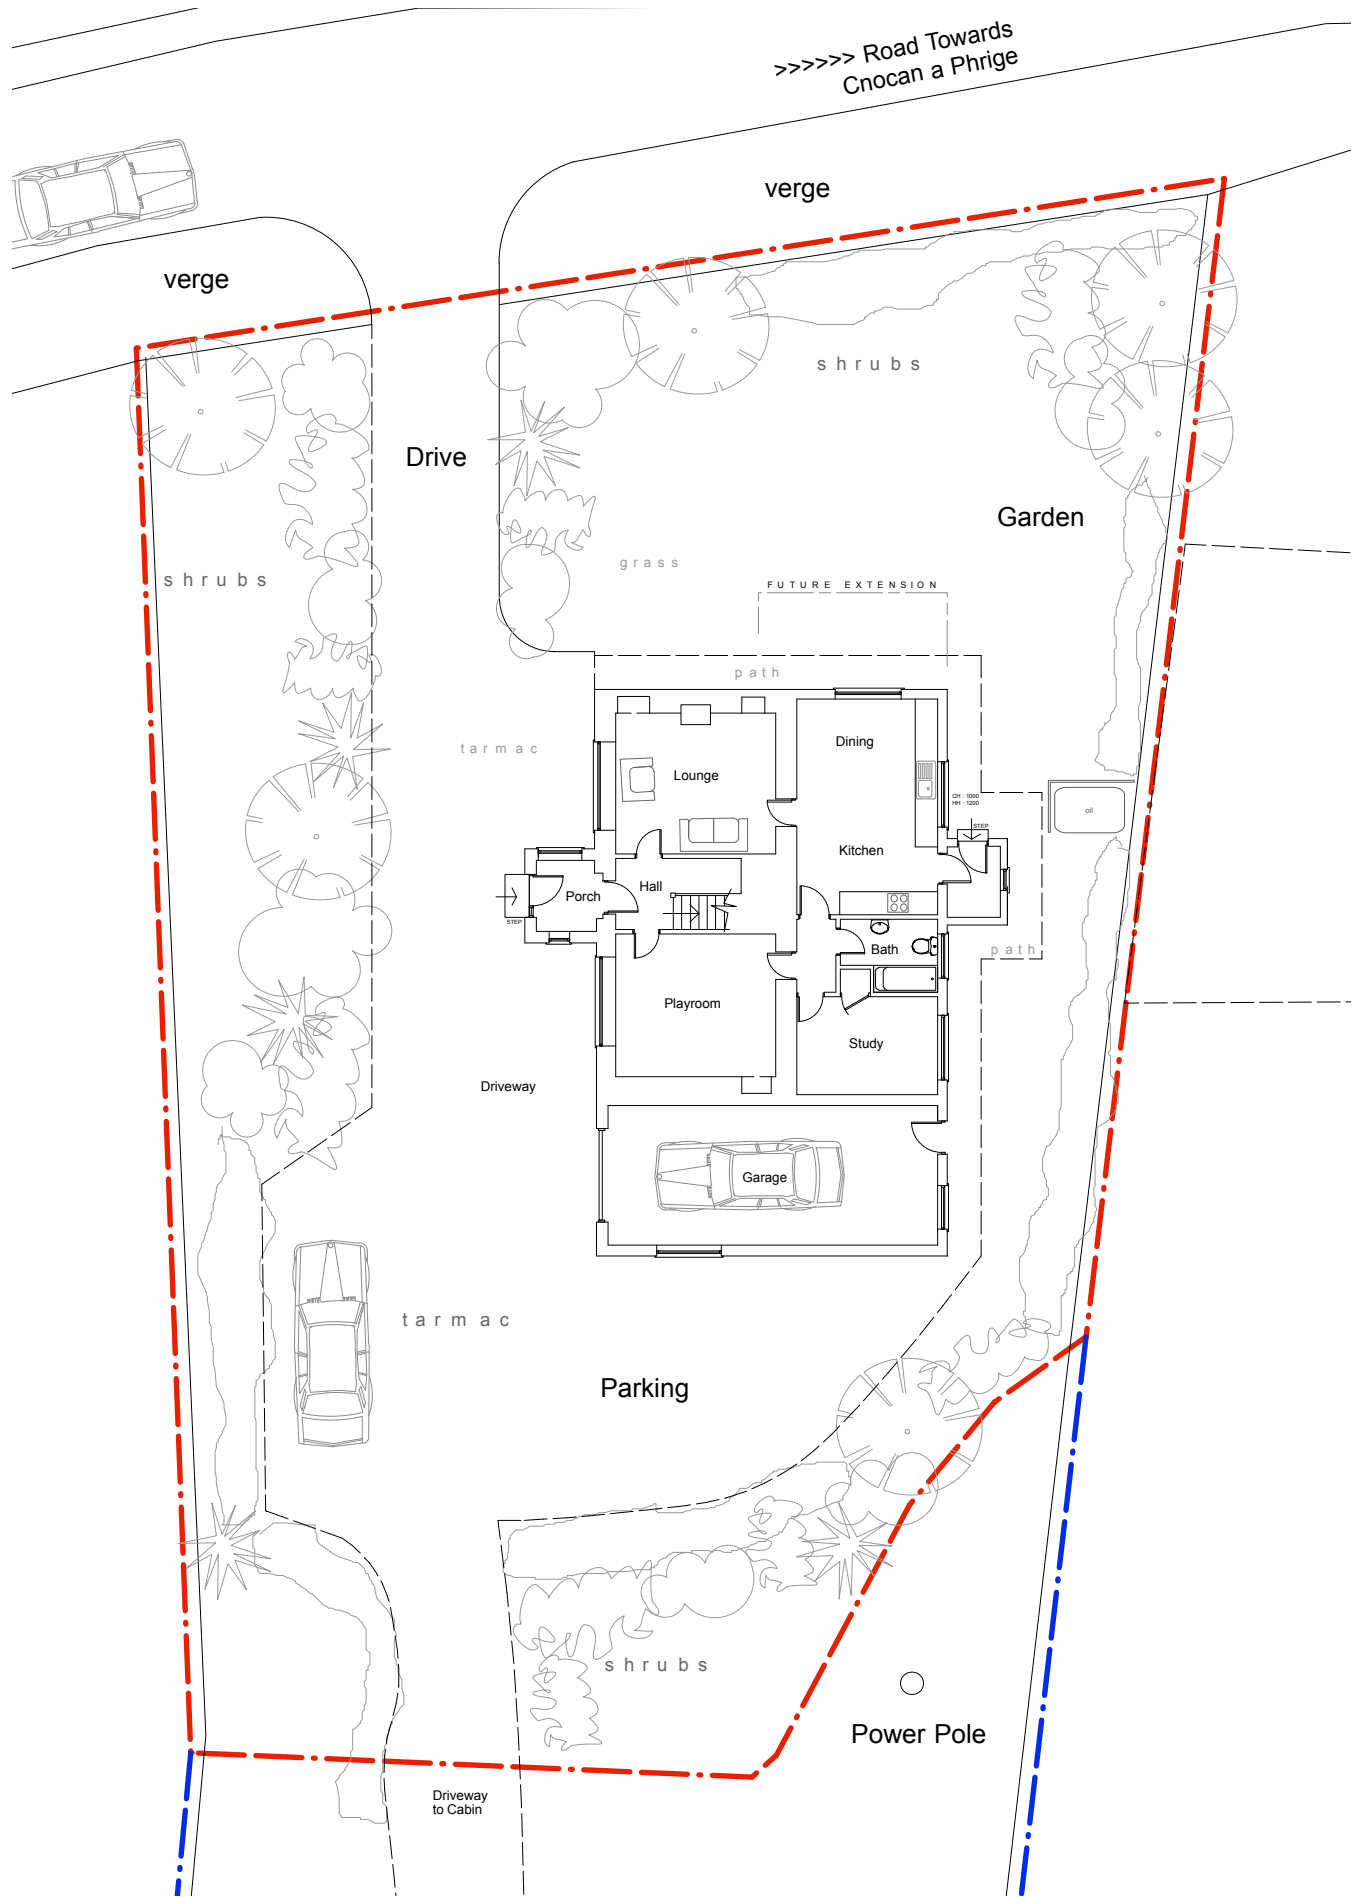 >>>>>> Road Towards
Cnocan a Phrige
verge
verge
shrubs
Drive
Garden
grass
shrubs
FUTURE EXTENSION
path
tarmac
Dining
Lounge
CH : 1000
HH : 1200
oil
STEP
Kitchen
Hall
Porch
STEP
Bath
path
Playroom
Study
Driveway
Garage
tarmac
Parking
shrubs
Power Pole
Driveway
to Cabin